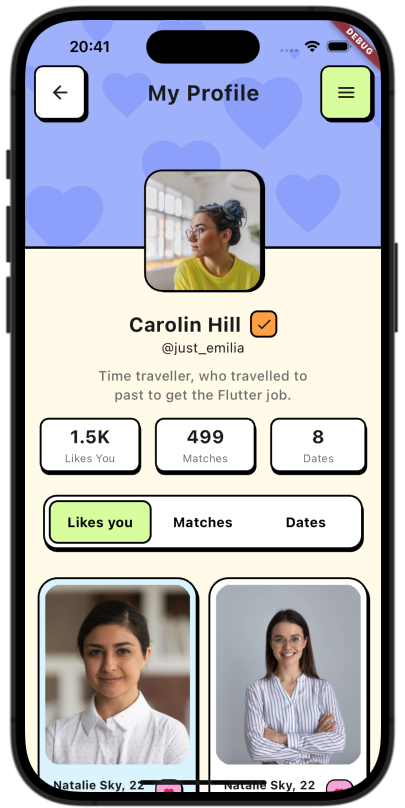 20:41
DEBUG
My Profile
Carolin Hill
@just_emilia
Time traveller, who travelled to
past to get the Flutter job.
1.5K 499 8
Likes You Matches Dates
Likes you Matches Dates
Natalie Sky, 22 Natalie Sky, 22